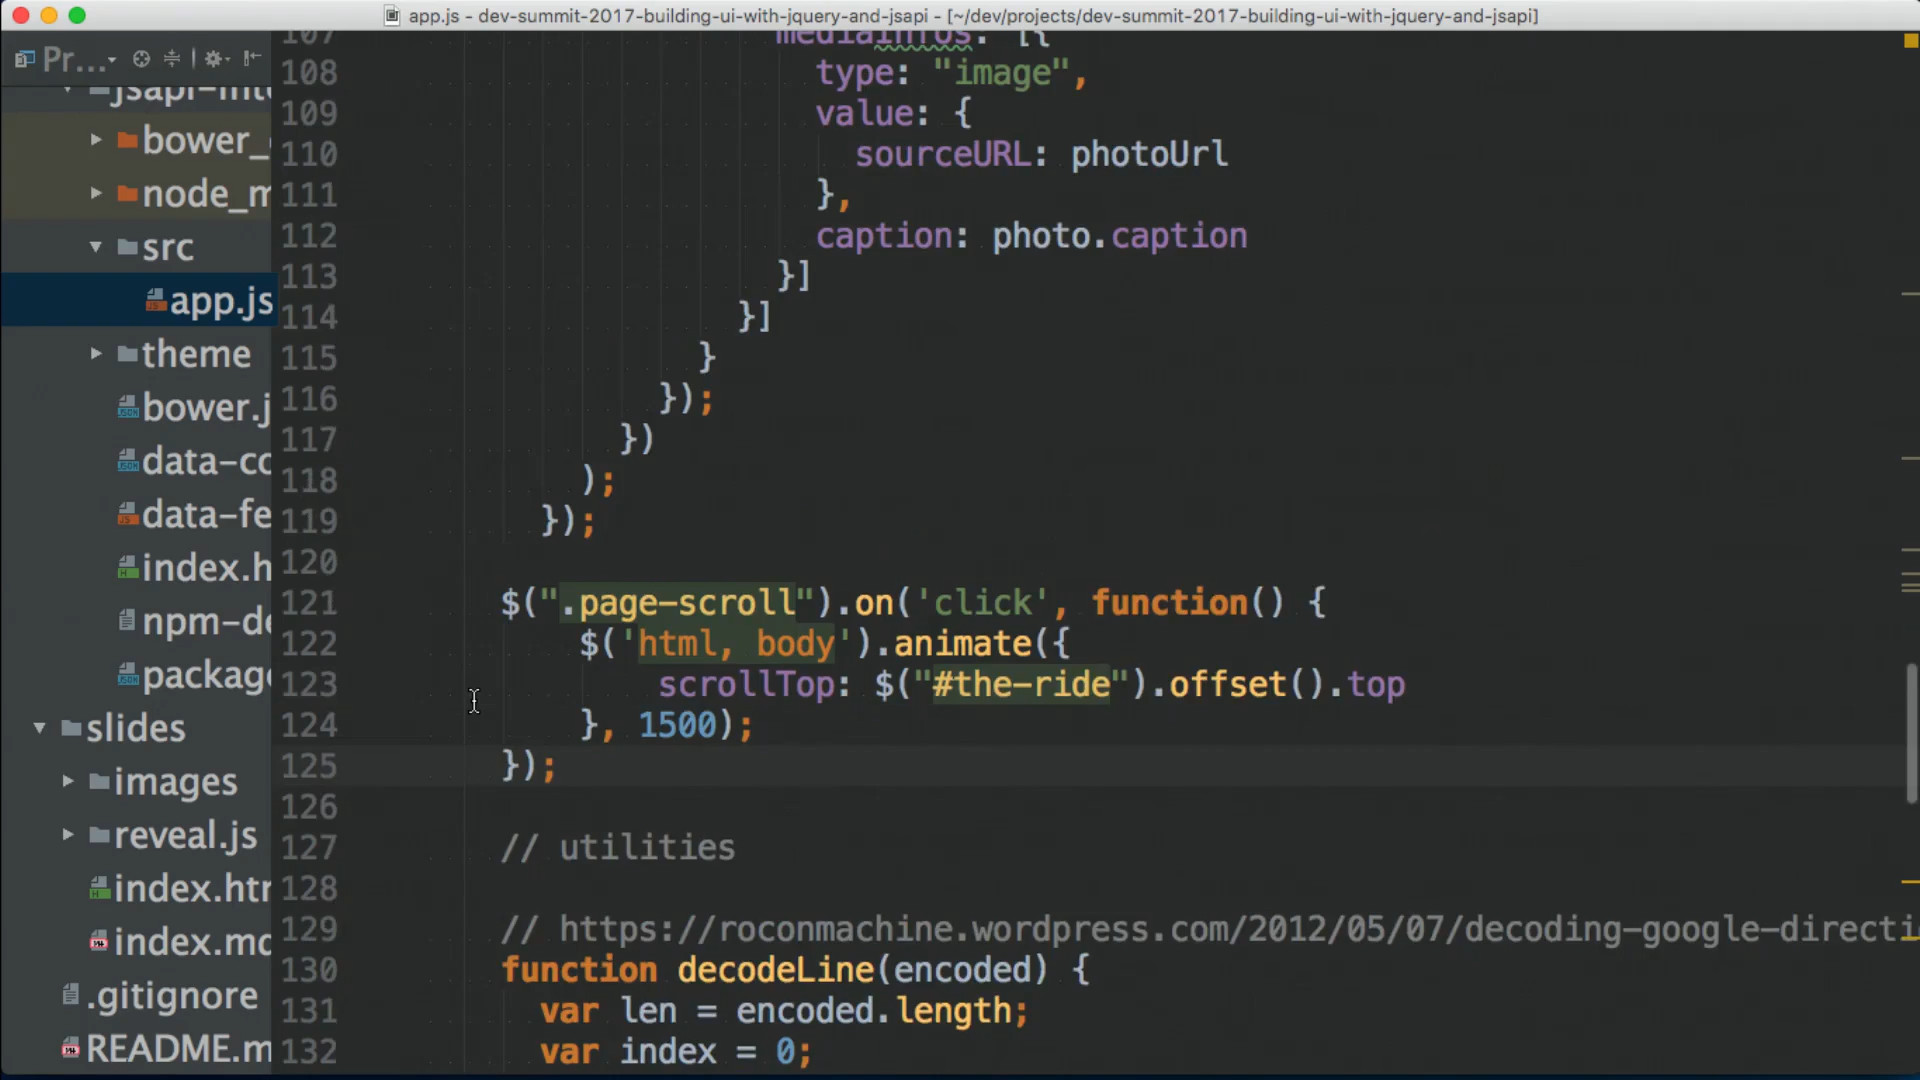 app.js - dev-summit-2017-building-ui-with-jquery-and-jsapi - [~/dev/projects/dev-summit-2017-building-ui-with-jquery-and-jsapi]
Pr...
bower_
node_m
src
app.js
theme
bower.j
data-co
data-fe
index.h
npm-de
package
slides
images
reveal.js
index.htr
index.md
.gitignore
README.m
107 mediaInfos: [{
108 type: "image",
109 value: {
110 sourceURL: photoUrl
111 },
112 caption: photo.caption
113 }]
114 }]
115 }
116 });
117 })
118 );
119 });
120
121 $(".page-scroll").on('click', function() {
122 $('html, body').animate({
123 scrollTop: $("#the-ride").offset().top
124 }, 1500);
125 });
126
127 // utilities
128
129 // https://roconmachine.wordpress.com/2012/05/07/decoding-google-directi
130 function decodeLine(encoded) {
131 var len = encoded.length;
132 var index = 0;